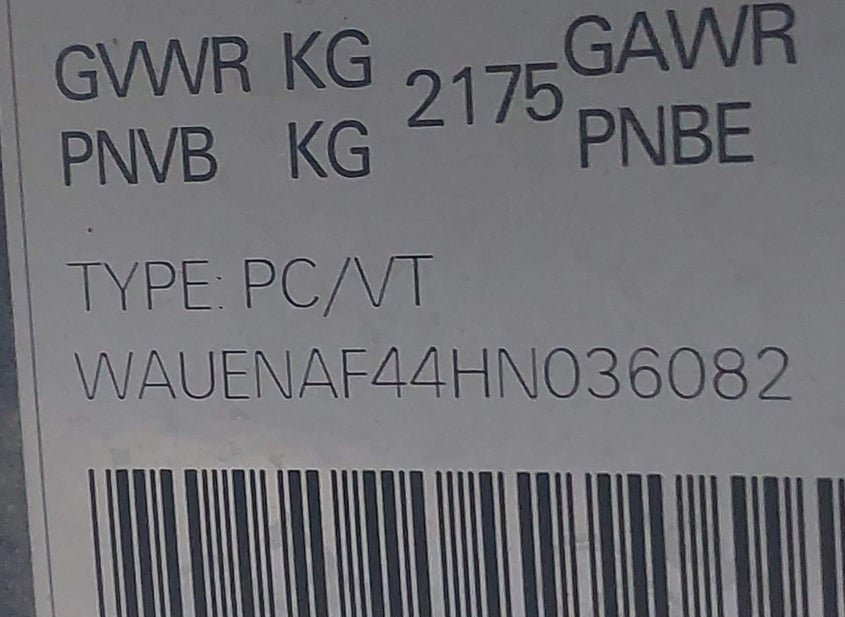 GVWR KG 2175 GAWR
PNVB KG PNBE
TYPE: PC/VT
WAUENAF44HN036082